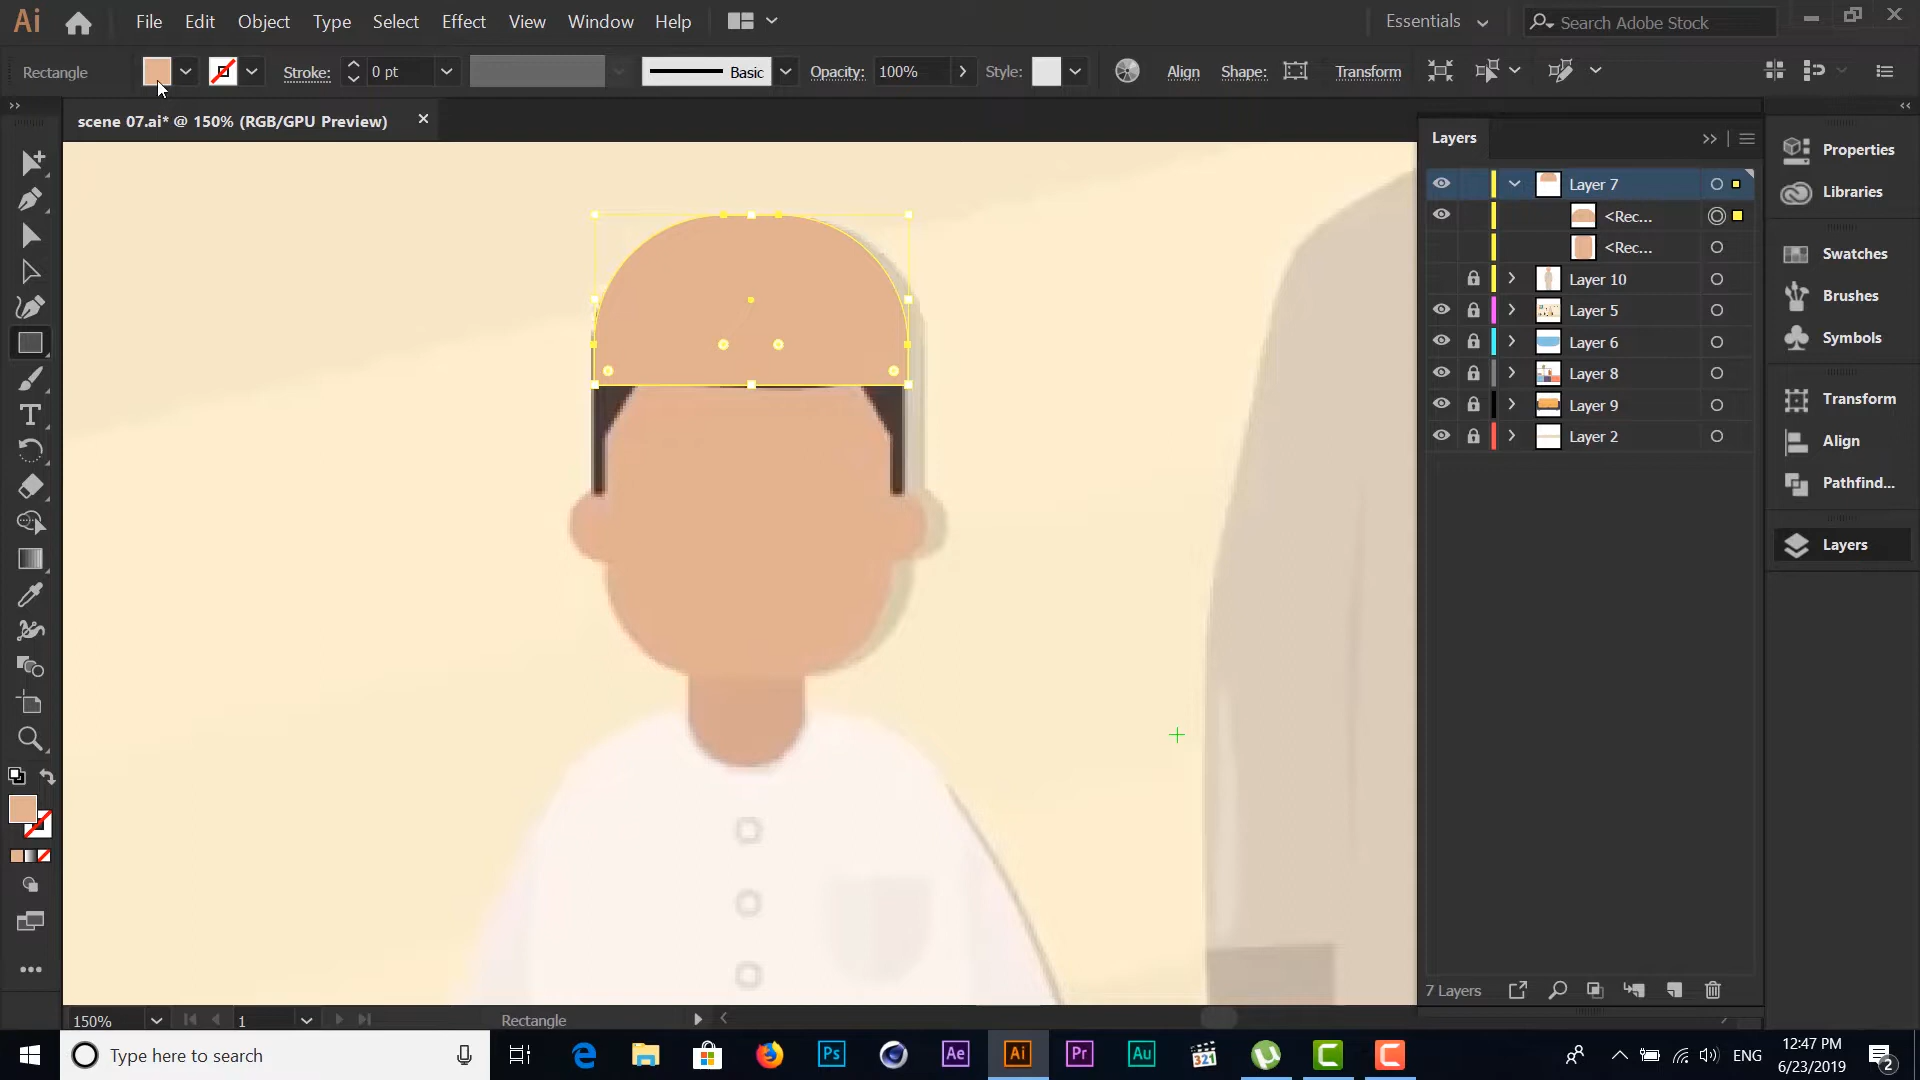 Ai File Edit Object Type Select Effect View Window Help Essentials Search Adobe Stock
Rectangle Stroke: 0 pt Basic Opacity: 100% Style: Align Shape: Transform
scene 07.ai* @ 150% (RGB/GPU Preview)
Layers
Layer 7
<Rec...
<Rec...
Layer 10
Layer 5
Layer 6
Layer 8
Layer 9
Layer 2
7 Layers
Properties
Libraries
Swatches
Brushes
Symbols
Transform
Align
Pathfind...
Layers
150% 1 Rectangle
Type here to search
Ps Ae Ai Pr Au 321
ENG 12:47 PM
6/23/2019
2